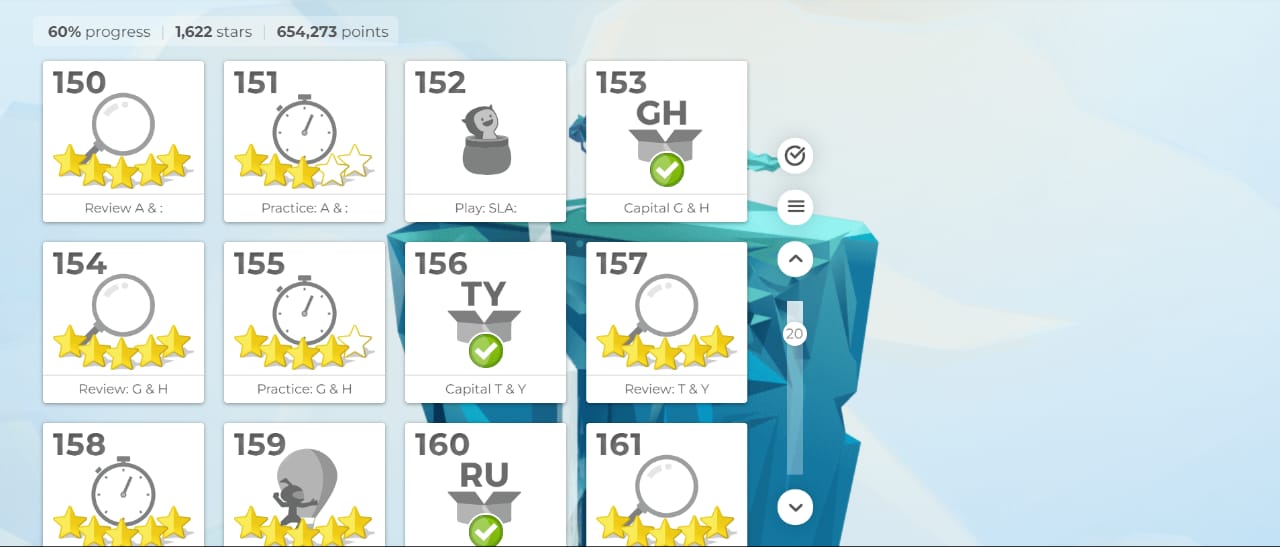 60% progress | 1,622 stars | 654,273 points
150
Review A & :
151
Practice: A & :
152
Play: SLA:
153
GH
Capital G & H
154
Review: G & H
155
Practice: G & H
156
TY
Capital T & Y
157
Review: T & Y
20
158
159
160
RU
161